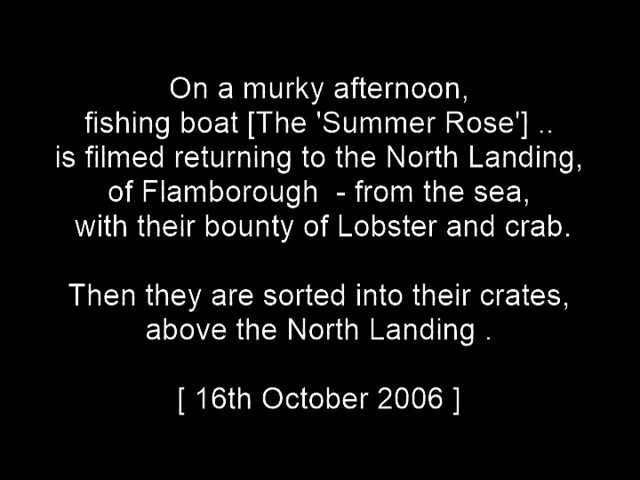 On a murky afternoon,
fishing boat [The 'Summer Rose'] ..
is filmed returning to the North Landing,
of Flamborough  - from the sea,
with their bounty of Lobster and crab.
Then they are sorted into their crates,
above the North Landing .
[ 16th October 2006 ]